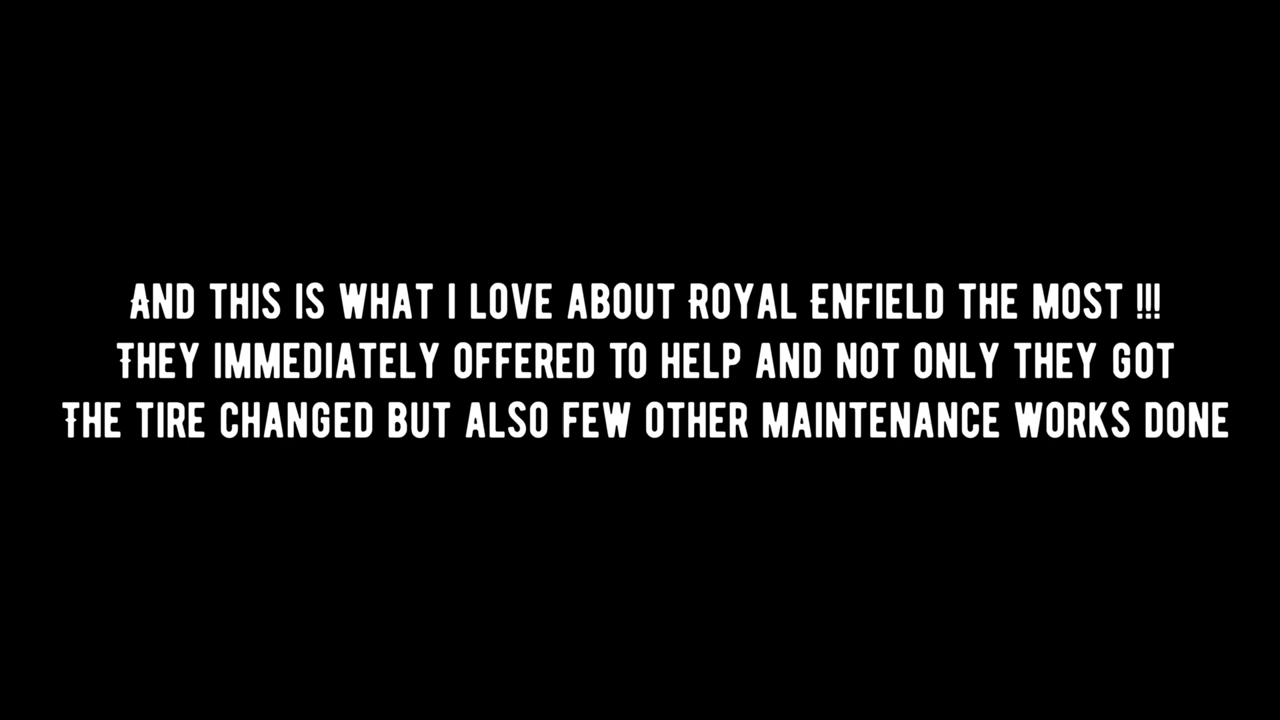 And this is what I love about Royal Enfield the most !!!
They immediately offered to help and not only they got
the tire changed but also few other maintenance works done